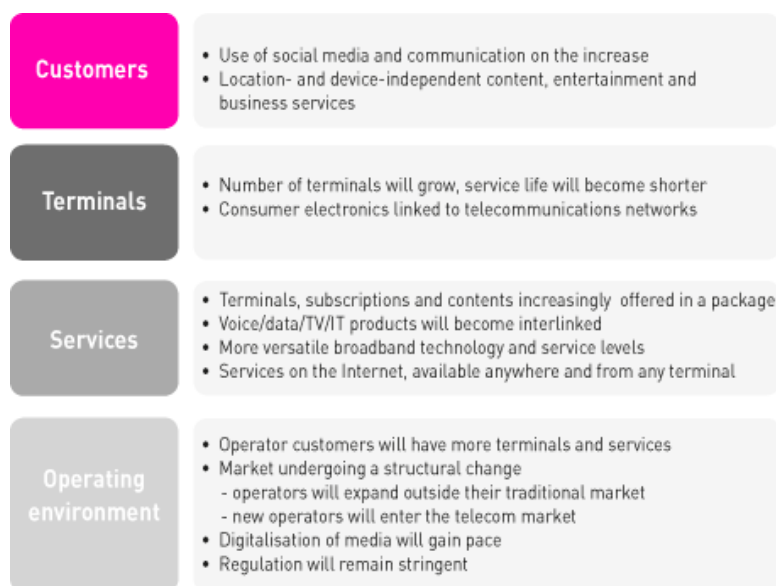 Customers
• Use of social media and communication on the increase
• Location- and device-independent content, entertainment and
business services
Terminals
• Number of terminals will grow, service life will become shorter
• Consumer electronics linked to telecommunications networks
Services
• Terminals, subscriptions and contents increasingly offered in a package
• Voice/data/TV/IT products will become interlinked
• More versatile broadband technology and service levels
• Services on the Internet, available anywhere and from any terminal
Operating
environment
• Operator customers will have more terminals and services
• Market undergoing a structural change
- operators will expand outside their traditional market
- new operators will enter the telecom market
• Digitalisation of media will gain pace
• Regulation will remain stringent